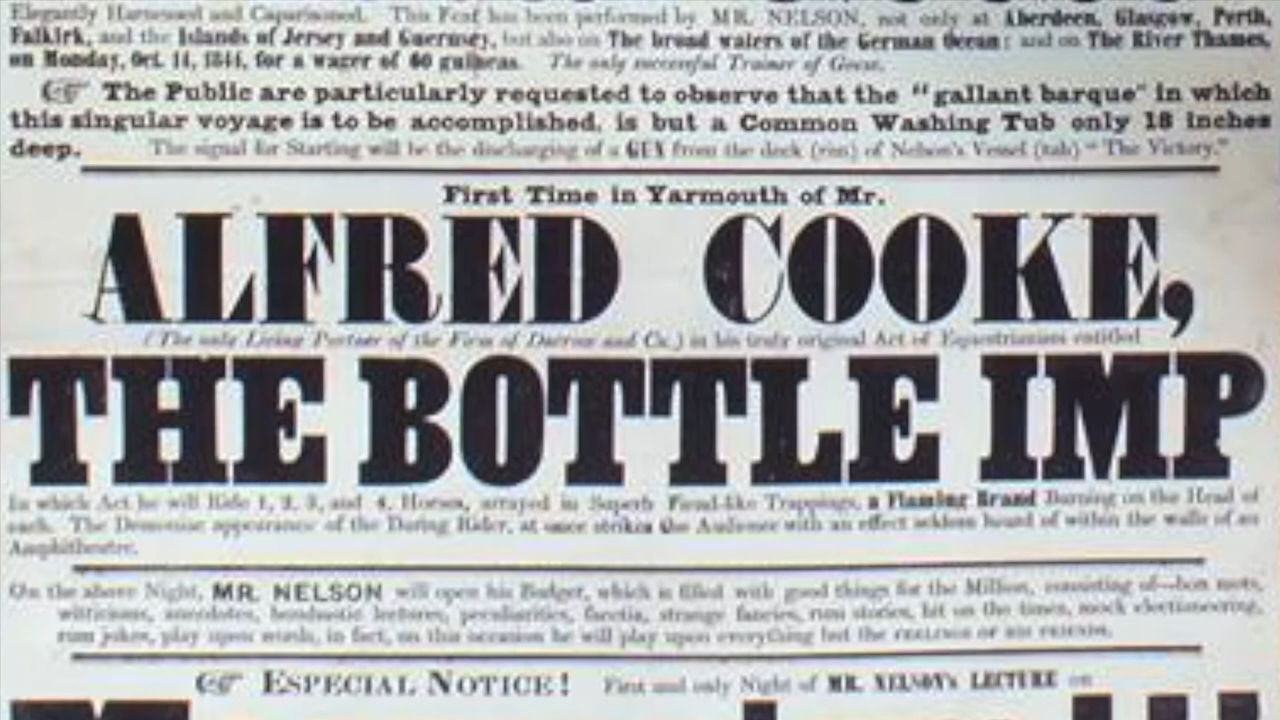 Elegantly Harnessed and Caparisoned. This Feat has been performed by MR. NELSON, not only at Aberdeen, Glasgow, Perth,
Falkirk, and the Islands of Jersey and Guernsey, but also on The broad waters of the German Ocean; and on The River Thames,
on Monday, Oct. 14, 1844, for a wager of 60 guineas. The only successful Trainer of Geese.
☞ The Public are particularly requested to observe that the "gallant barque" in which
this singular voyage is to be accomplished, is but a Common Washing Tub only 18 inches
deep. The signal for Starting will be the discharging of a GUN from the deck (rim) of Nelson's Vessel (tub) "The Victory."
First Time in Yarmouth of Mr.
ALFRED COOKE,
(The only Living Partner of the Firm of Ducrow and Co.) in his truly original Act of Equestrianism entitled
THE BOTTLE IMP
In which Act he will Ride 1, 2, 3, and 4, Horses, arrayed in Superb Fiend-like Trappings, a Flaming Brand Burning on the Head of
each. The Demoniac appearance of the Daring Rider, at once strikes the Audience with an effect seldom heard of within the walls of an
Amphitheatre.
On the above Night, MR. NELSON will open his Budget, which is filled with good things for the Million, consisting of—bon mots,
witticisms, anecdotes, lectures, peculiarities, facetia, strange fancies, rum stories, hit on the times, mock electioneering,
rum jokes, play upon words, in fact, on this occasion he will play upon everything but the FEELINGS OF HIS FRIENDS.
☞ ESPECIAL NOTICE! First and only Night of MR. NELSON'S LECTURE on